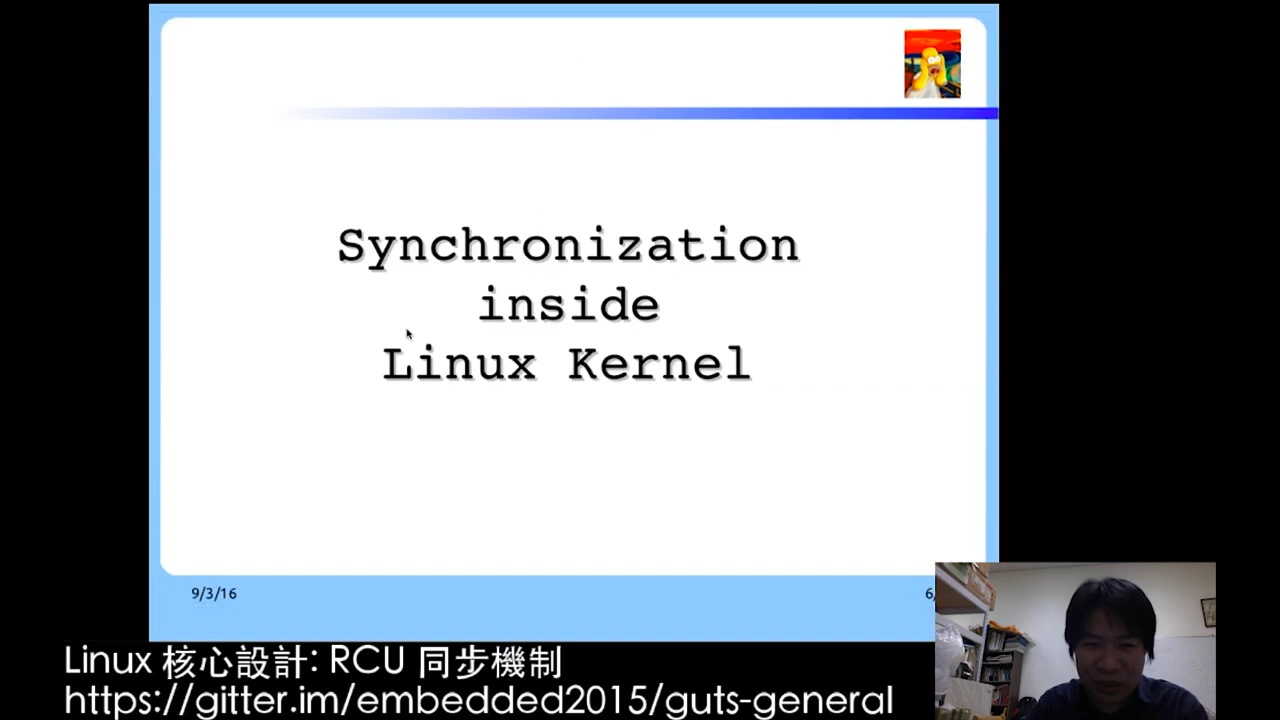 Synchronization
inside
Linux Kernel
9/3/16
6/
Linux 核心設計: RCU 同步機制
https://gitter.im/embedded2015/guts-general